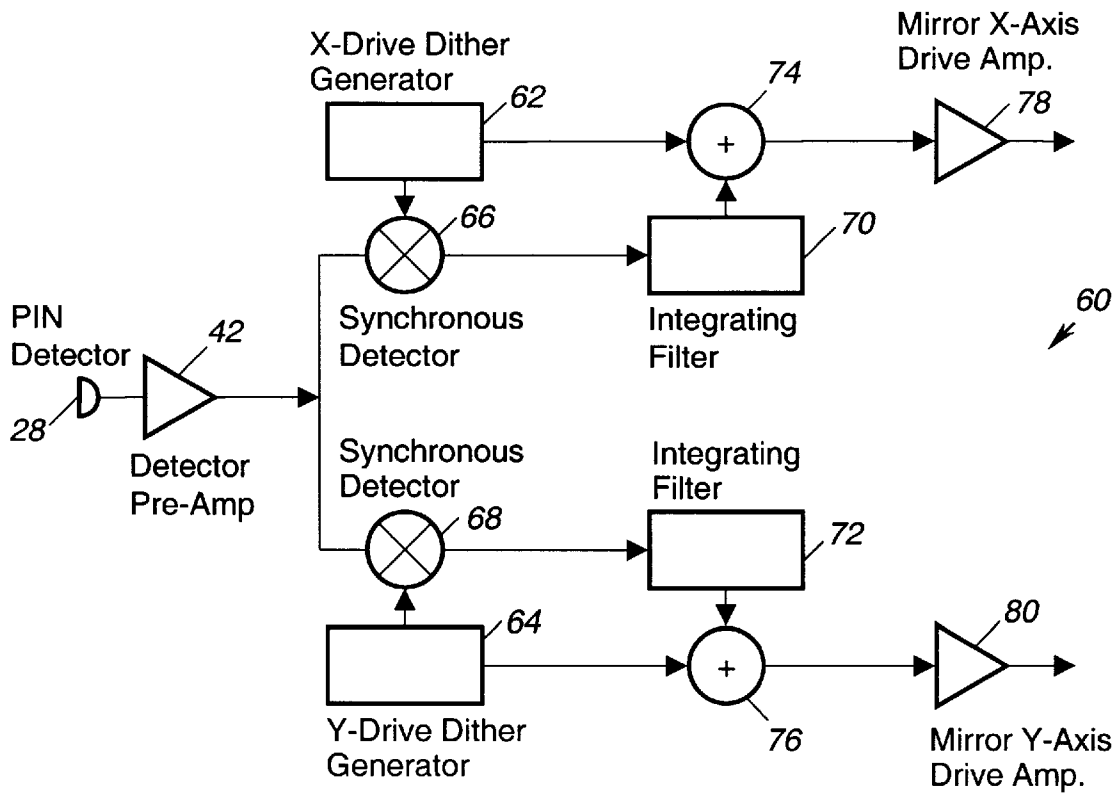 X-Drive Dither
Generator
62
74
Mirror X-Axis
Drive Amp.
78
+
66
70
Synchronous
Detector
Integrating
Filter
60
PIN
Detector
42
28
Detector
Pre-Amp
Synchronous
Detector
68
Integrating
Filter
72
64
+
76
80
Y-Drive Dither
Generator
Mirror Y-Axis
Drive Amp.